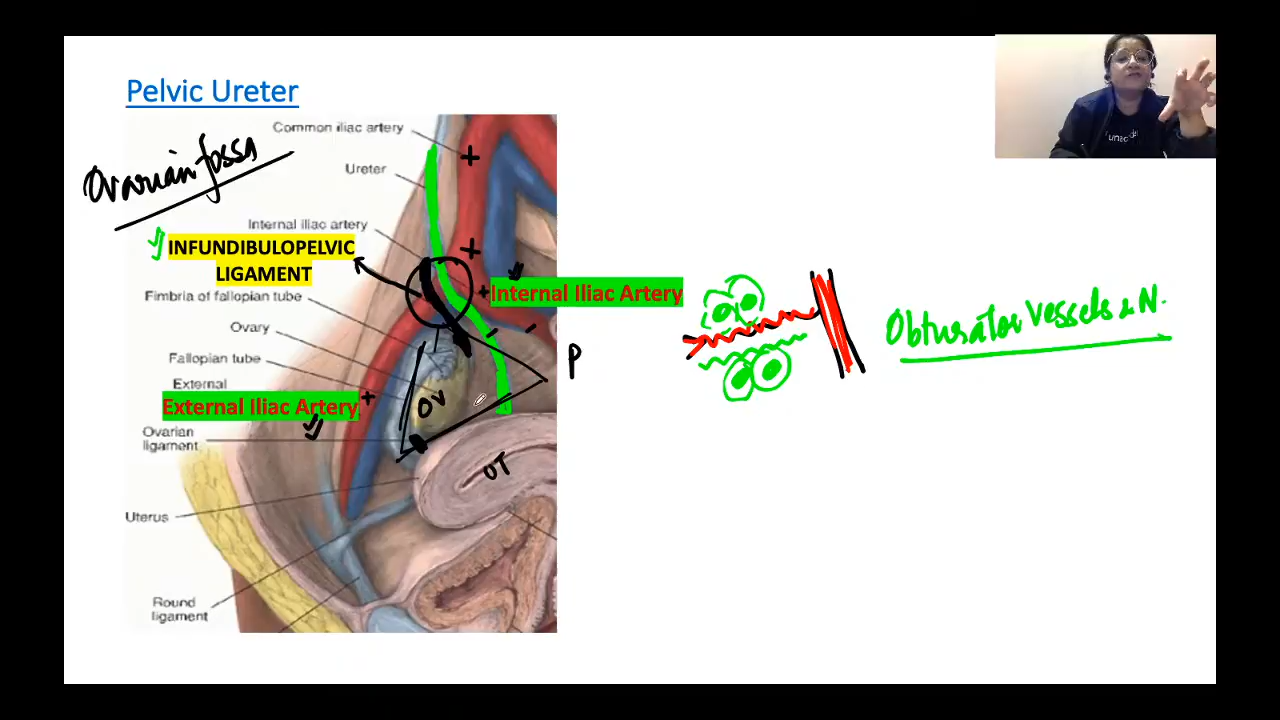 Pelvic Ureter
Common iliac artery
Ovarian fossa
Ureter
Internal iliac artery
INFUNDIBULOPELVIC
LIGAMENT
Internal Iliac Artery
Fimbria of fallopian tube
Obturator Vessels & N.
Ovary
P
Fallopian tube
External
External Iliac Artery
OV
Ovarian
ligament
UT
Uterus
Round
ligament